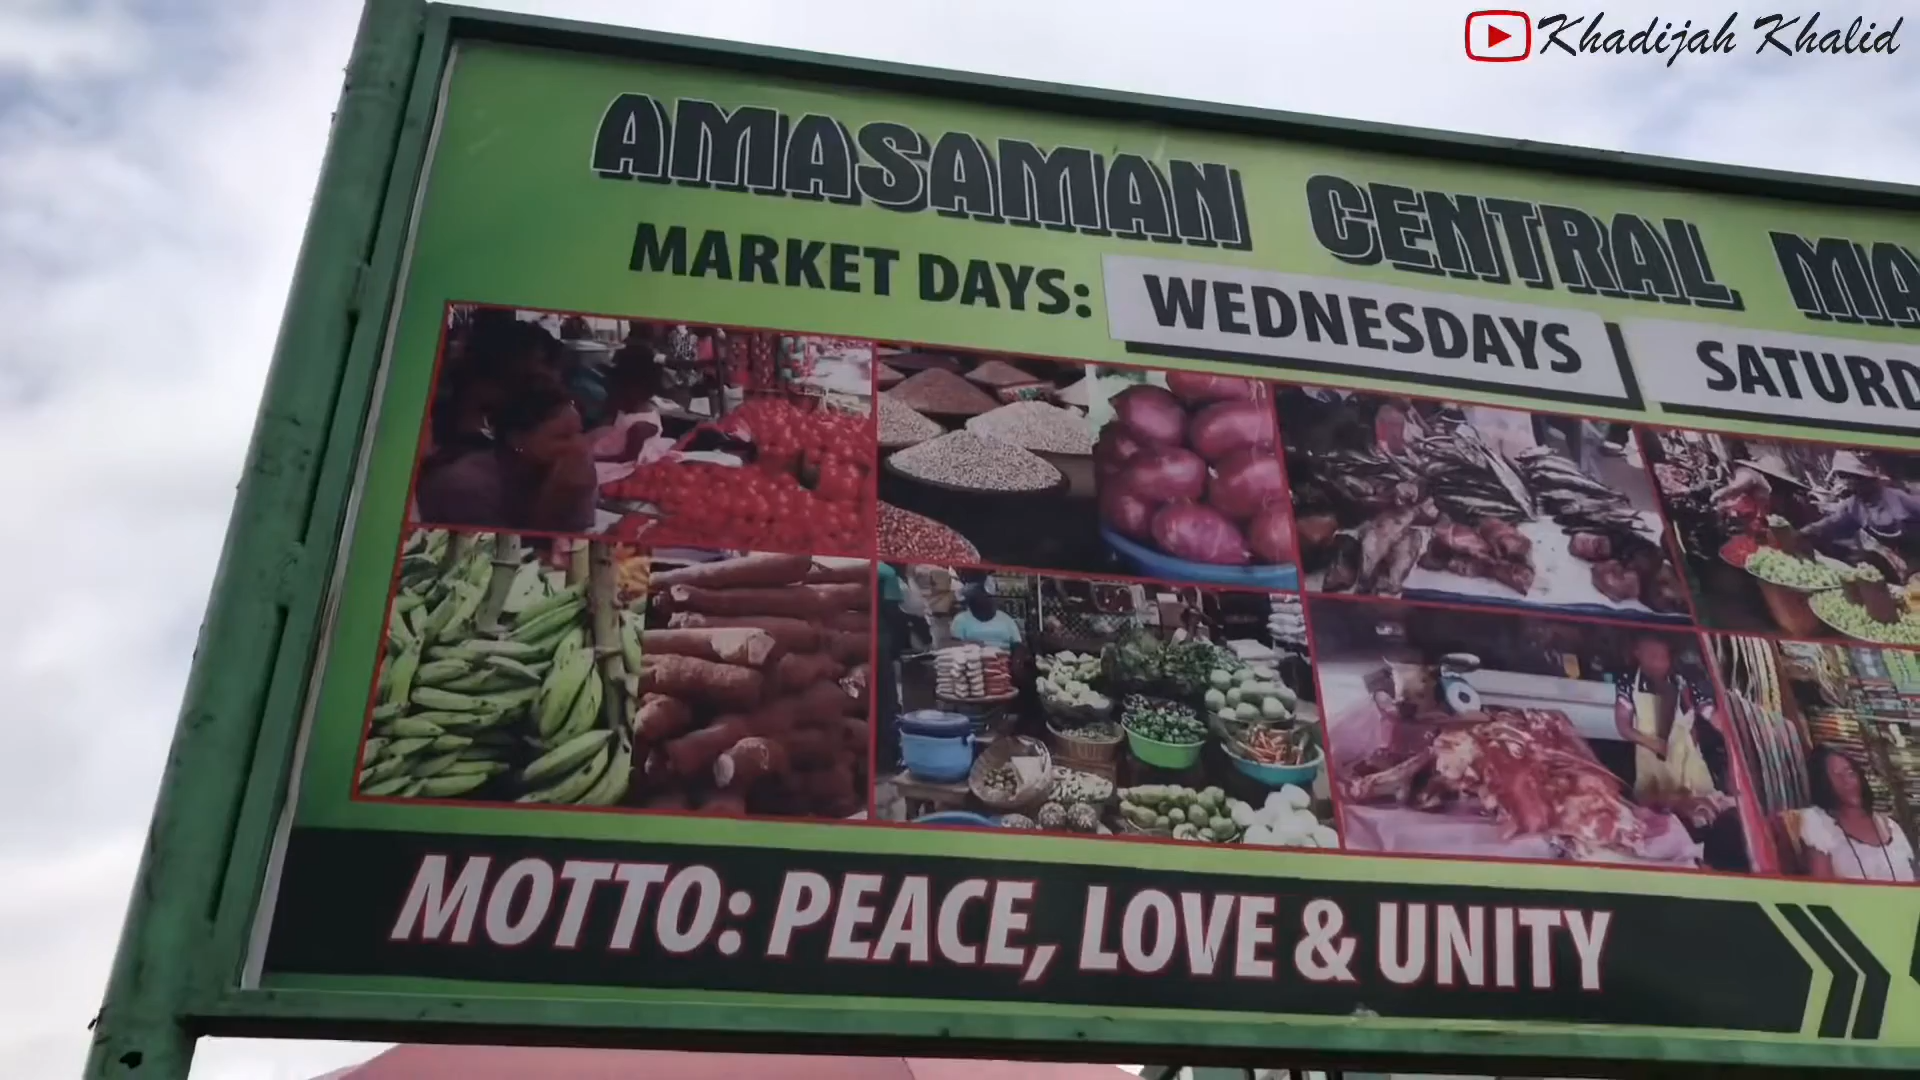 Khadijah Khalid
AMASAMAN CENTRAL
MARKET DAYS: WEDNESDAYS
MOTTO: PEACE, LOVE & UNITY